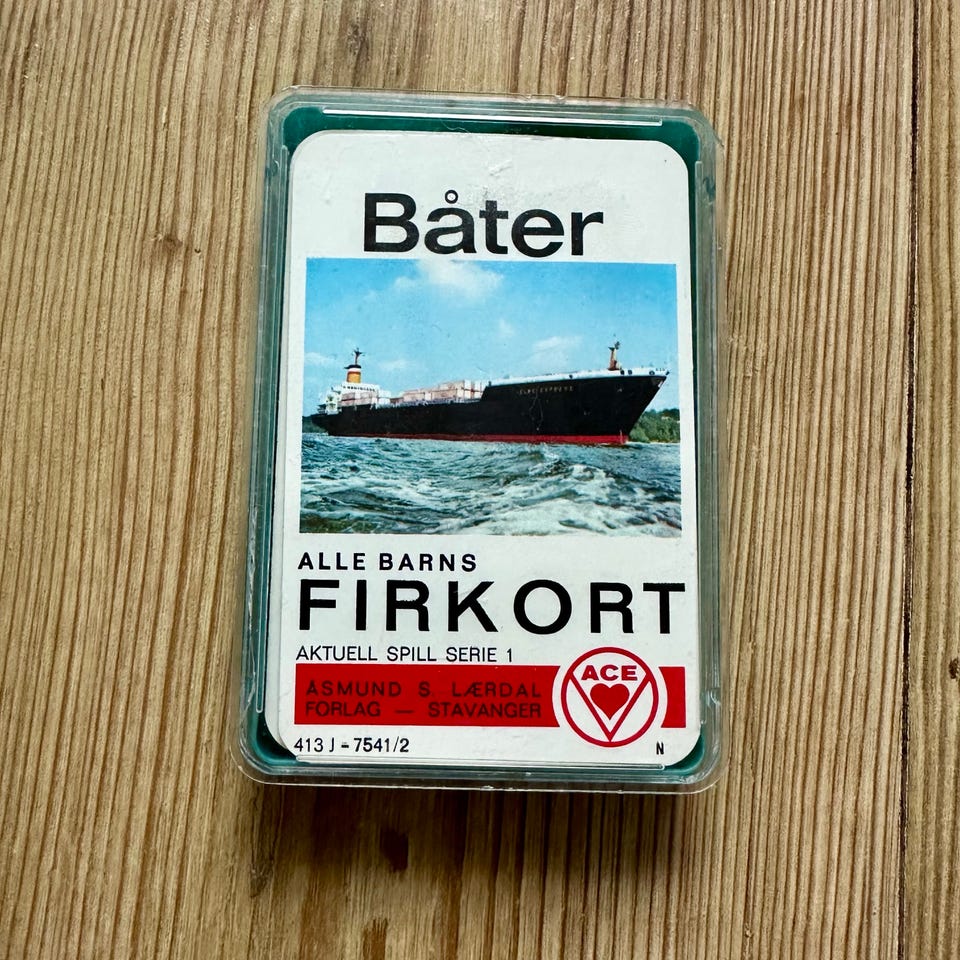 Båter
ALLE BARNS
FIRKORT
AKTUELL SPILL SERIE 1
ÅSMUND S. LÆRDAL
FORLAG — STAVANGER
ACE
413 J - 7541/2
N